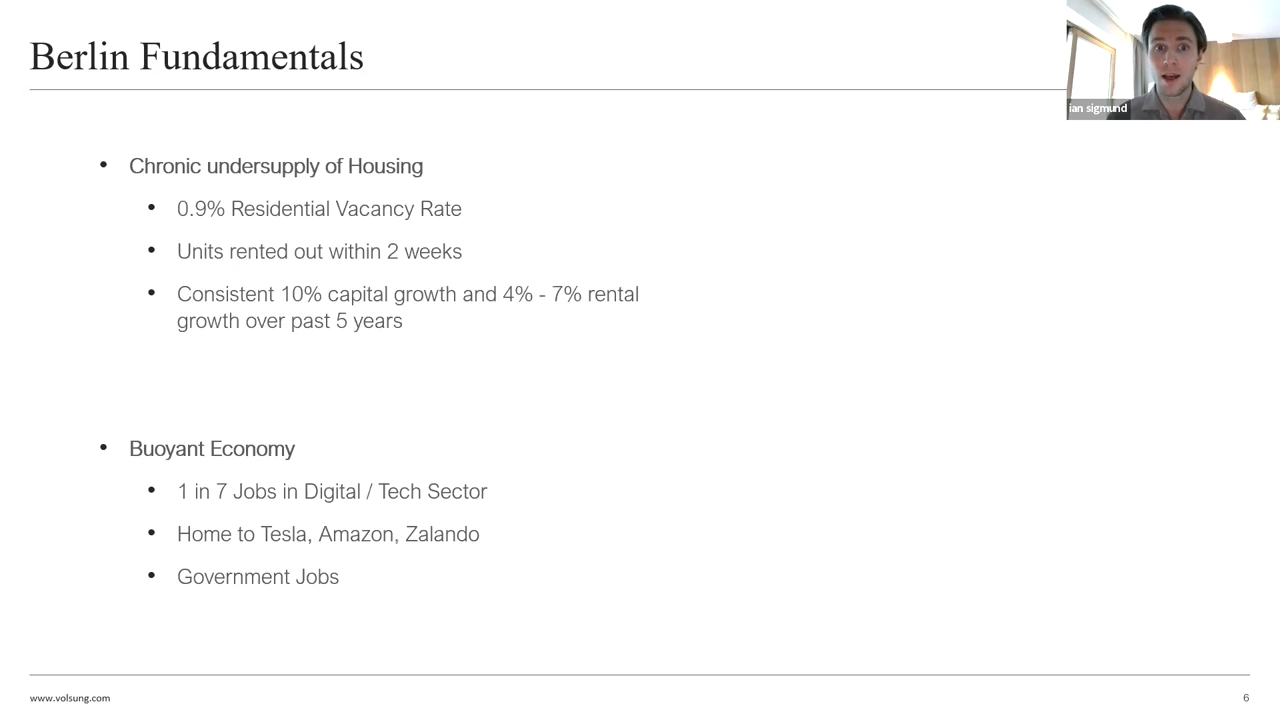 Berlin Fundamentals
ian sigmund
• Chronic undersupply of Housing
• 0.9% Residential Vacancy Rate
• Units rented out within 2 weeks
• Consistent 10% capital growth and 4% - 7% rental
growth over past 5 years
• Buoyant Economy
• 1 in 7 Jobs in Digital / Tech Sector
• Home to Tesla, Amazon, Zalando
• Government Jobs
www.volsung.com
6